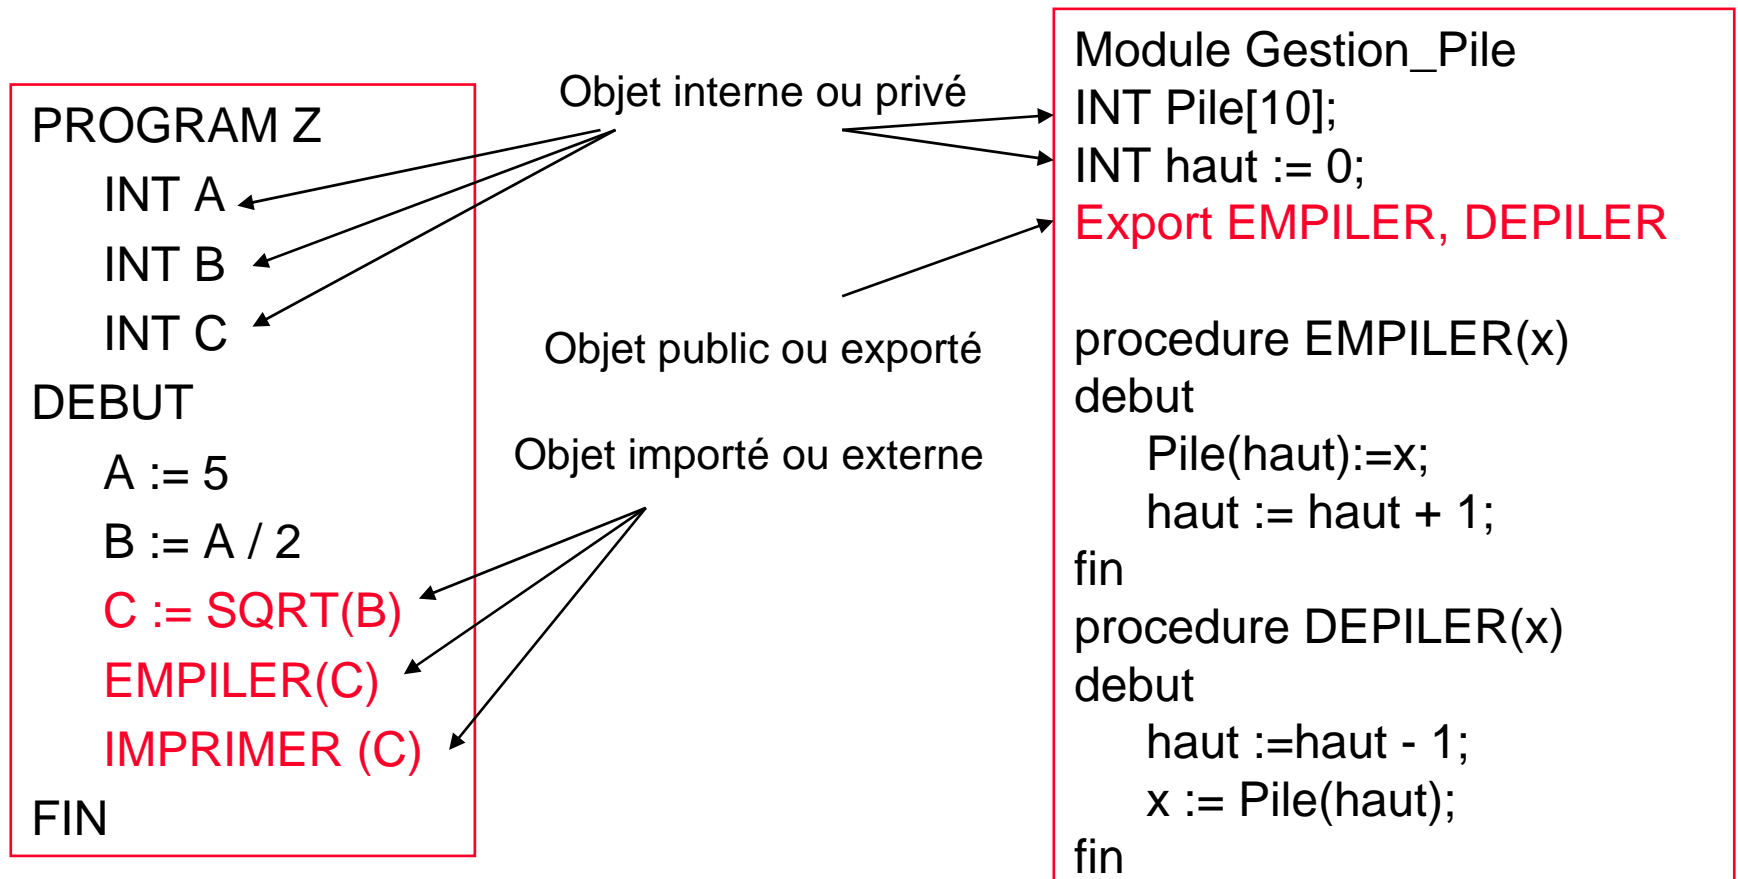 PROGRAM Z
INT A
INT B
INT C
DEBUT
A := 5
B := A / 2
C := SQRT(B)
EMPILER(C)
IMPRIMER (C)
FIN
Objet interne ou privé
Objet public ou exporté
Objet importé ou externe
Module Gestion_Pile
INT Pile[10];
INT haut := 0;
Export EMPILER, DEPILER
procedure EMPILER(x)
debut
Pile(haut):=x;
haut := haut + 1;
fin
procedure DEPILER(x)
debut
haut :=haut - 1;
x := Pile(haut);
fin